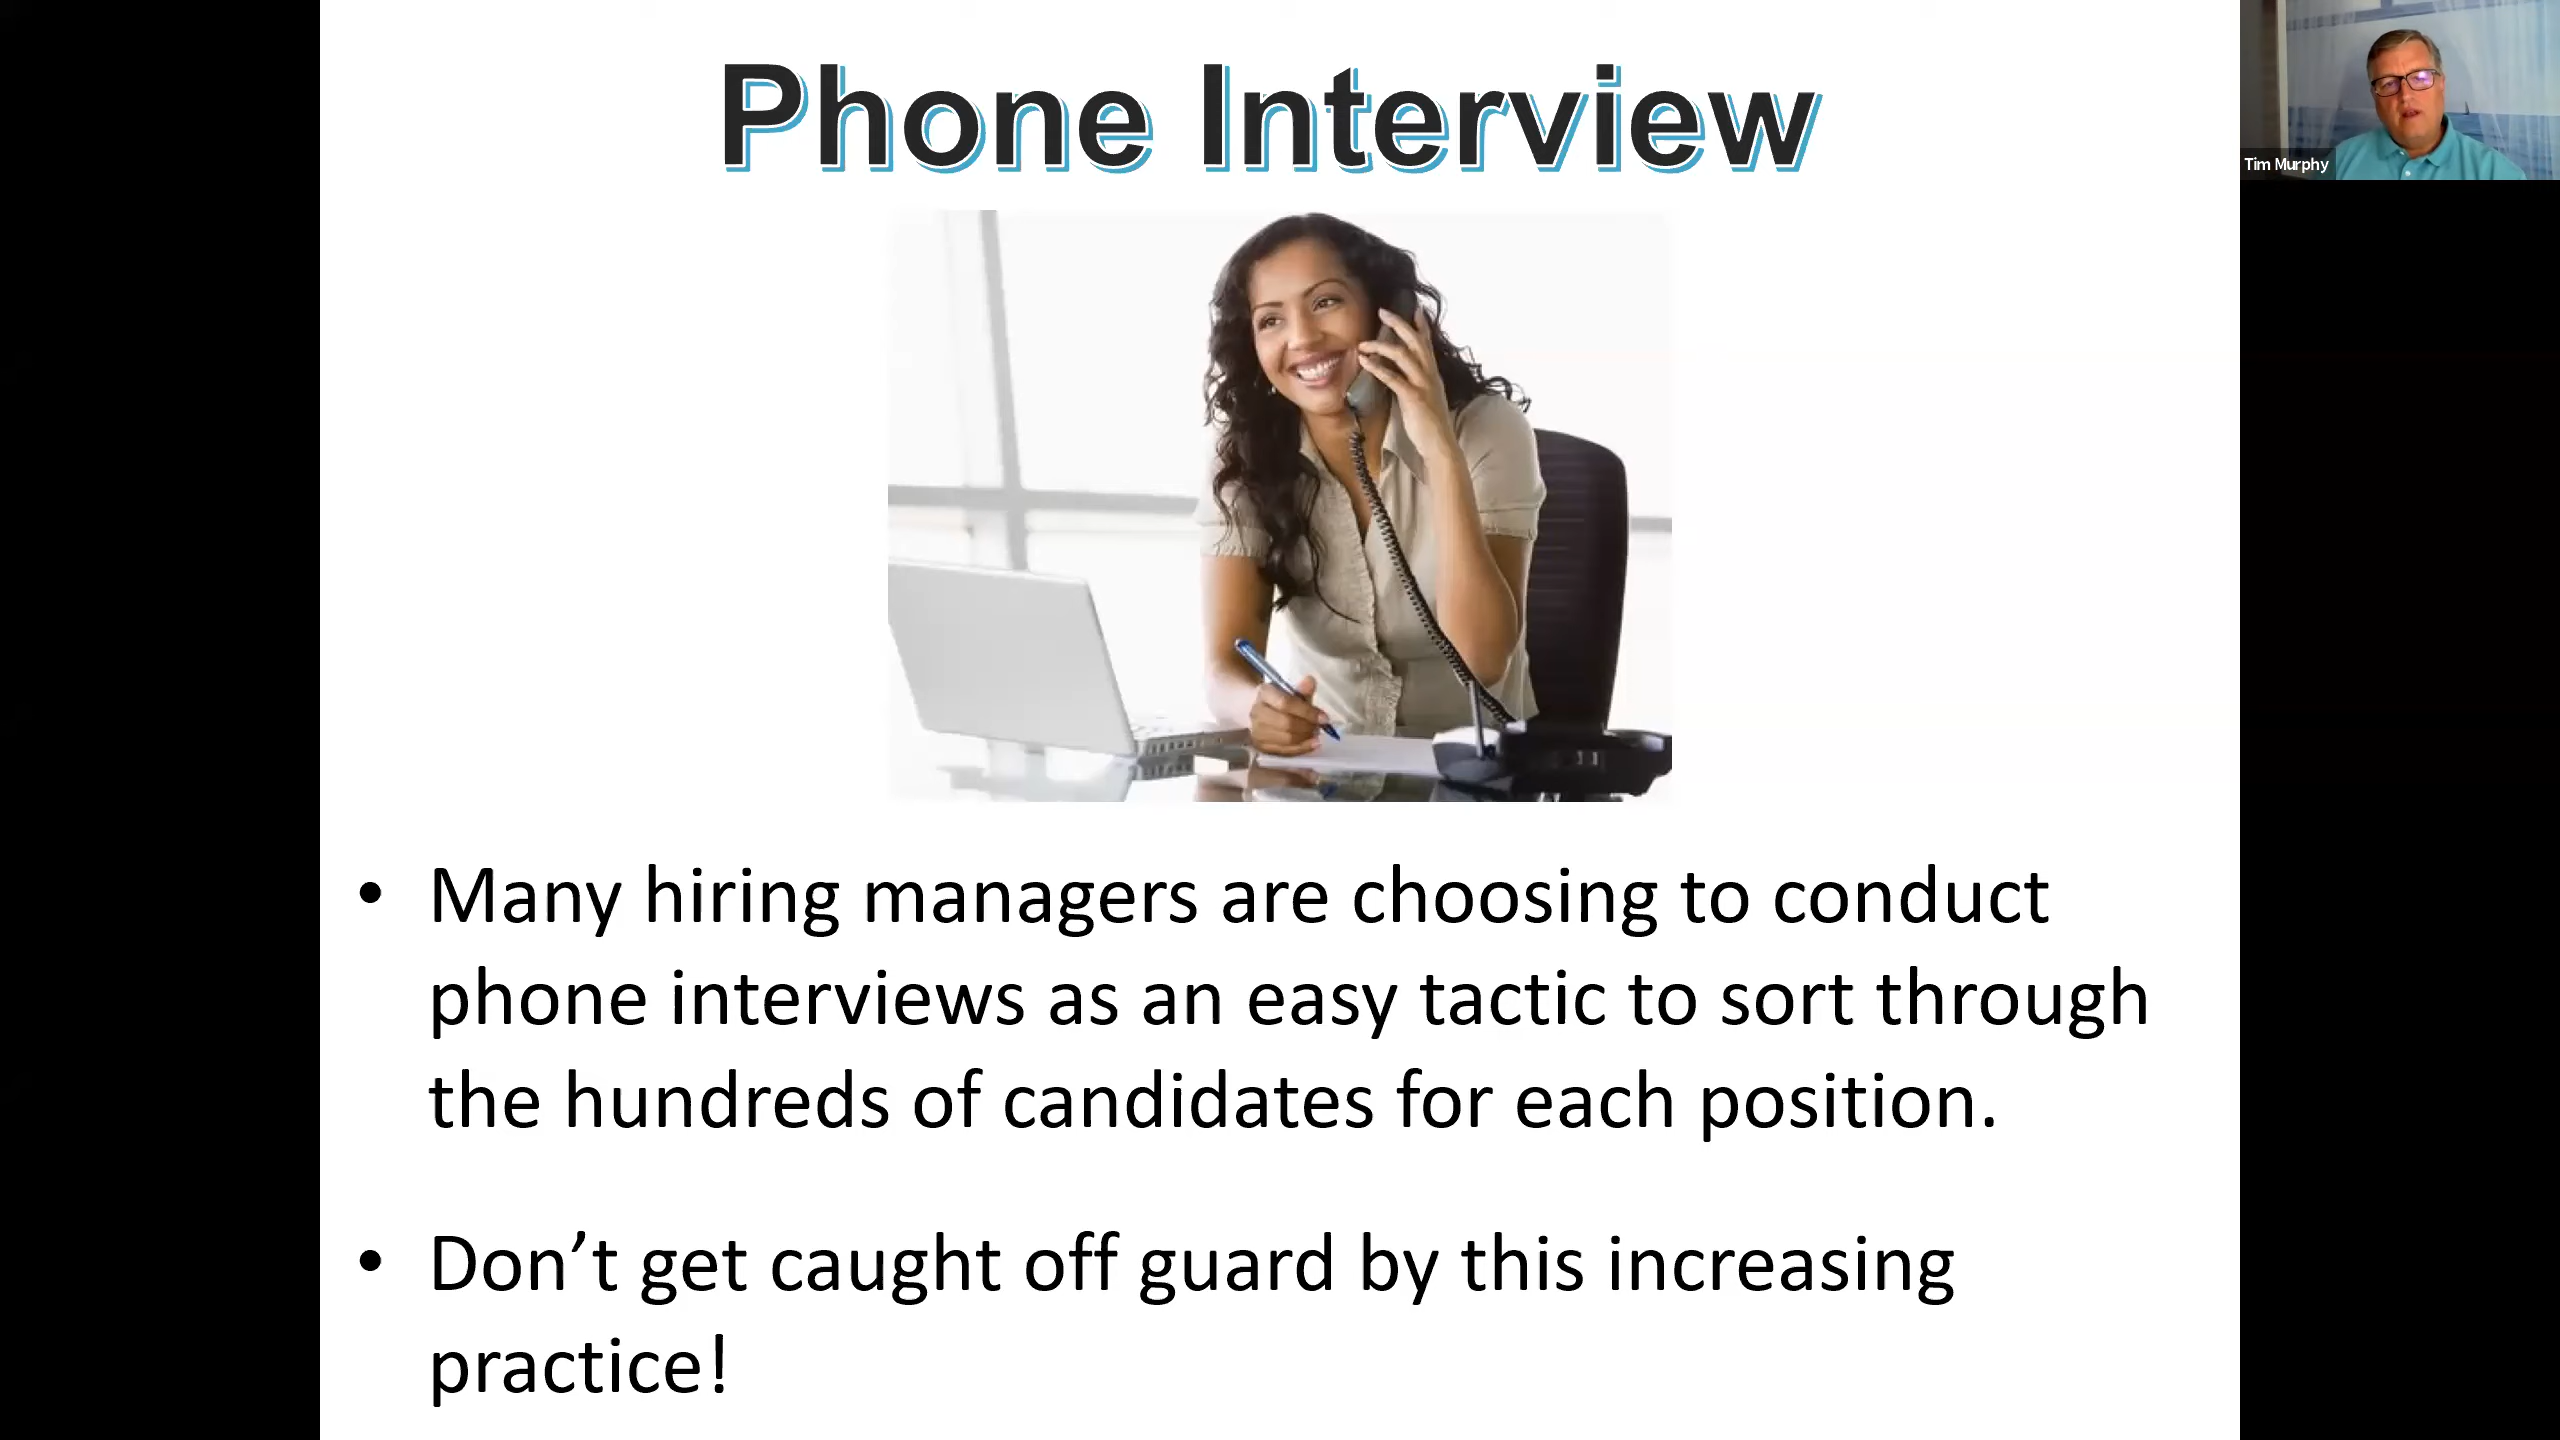 Phone Interview
Tim Murphy
• Many hiring managers are choosing to conduct
phone interviews as an easy tactic to sort through
the hundreds of candidates for each position.
• Don’t get caught off guard by this increasing
practice!